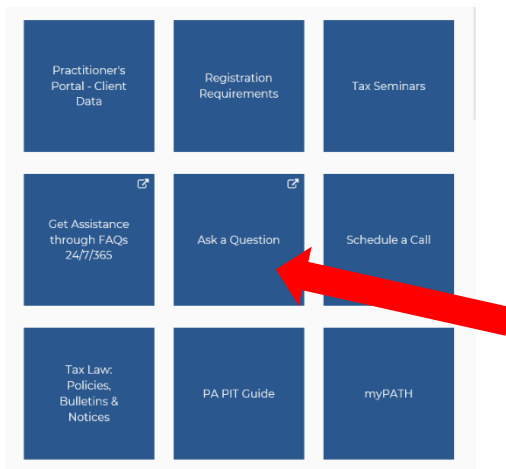 Practitioner's
Portal - Client
Data
Registration
Requirements
Tax Seminars
Get Assistance
through FAQs
24/7/365
Ask a Question
Schedule a Call
Tax Law:
Policies,
Bulletins &
Notices
PA PIT Guide
myPATH